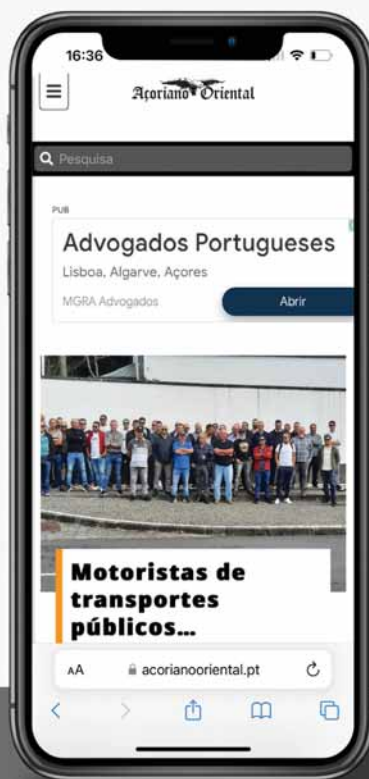 16:36
Açoriano Oriental
Pesquisa
PUB
Advogados Portugueses
Lisboa, Algarve, Açores
MGRA Advogados
Abrir
Motoristas de
transportes
públicos...
AA
acorianooriental.pt